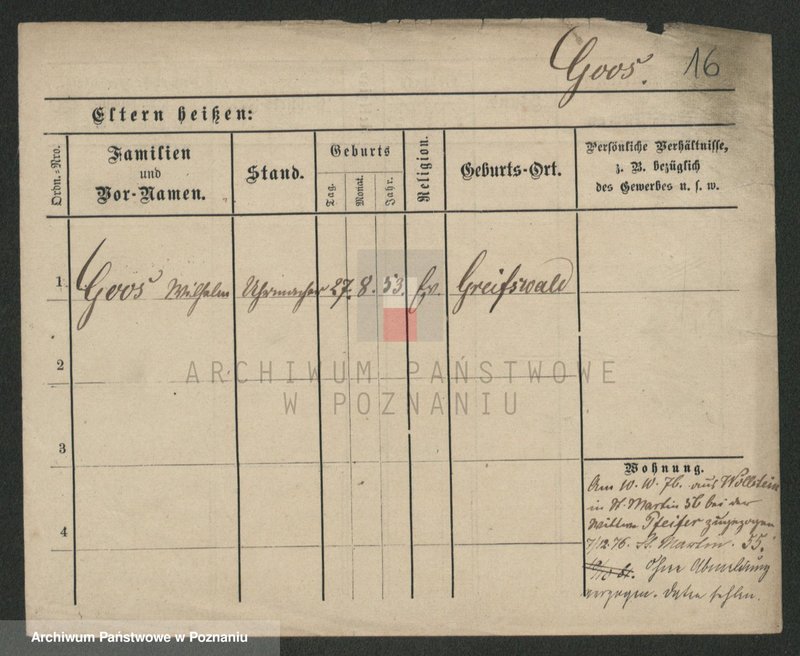 Goos. 16
Eltern heißen:
Ordn.=Nro.
Familien
und
Vor=Namen.
Stand.
Geburts
Tag.
Monat.
Jahr.
Religion.
Geburts=Ort.
Persönliche Verhältnisse,
z. B. bezüglich
des Gewerbes u. s. w.
1 Goos Wilhelm Uhrmacher 27. 8. 53. Ev. Greifswald
2
3
4
ARCHIWUM PAŃSTWOWE
W POZNANIU
Wohnung.
Am 10. 10. 76. aus Wollstein
in St. Martin 56 bei der
Wittwe Pfeifer zugezogen
7/12. 76. St. Martin. 55.
Ohne Abmeldung
verzogen. Daten fehlen.
Archiwum Państwowe w Poznaniu